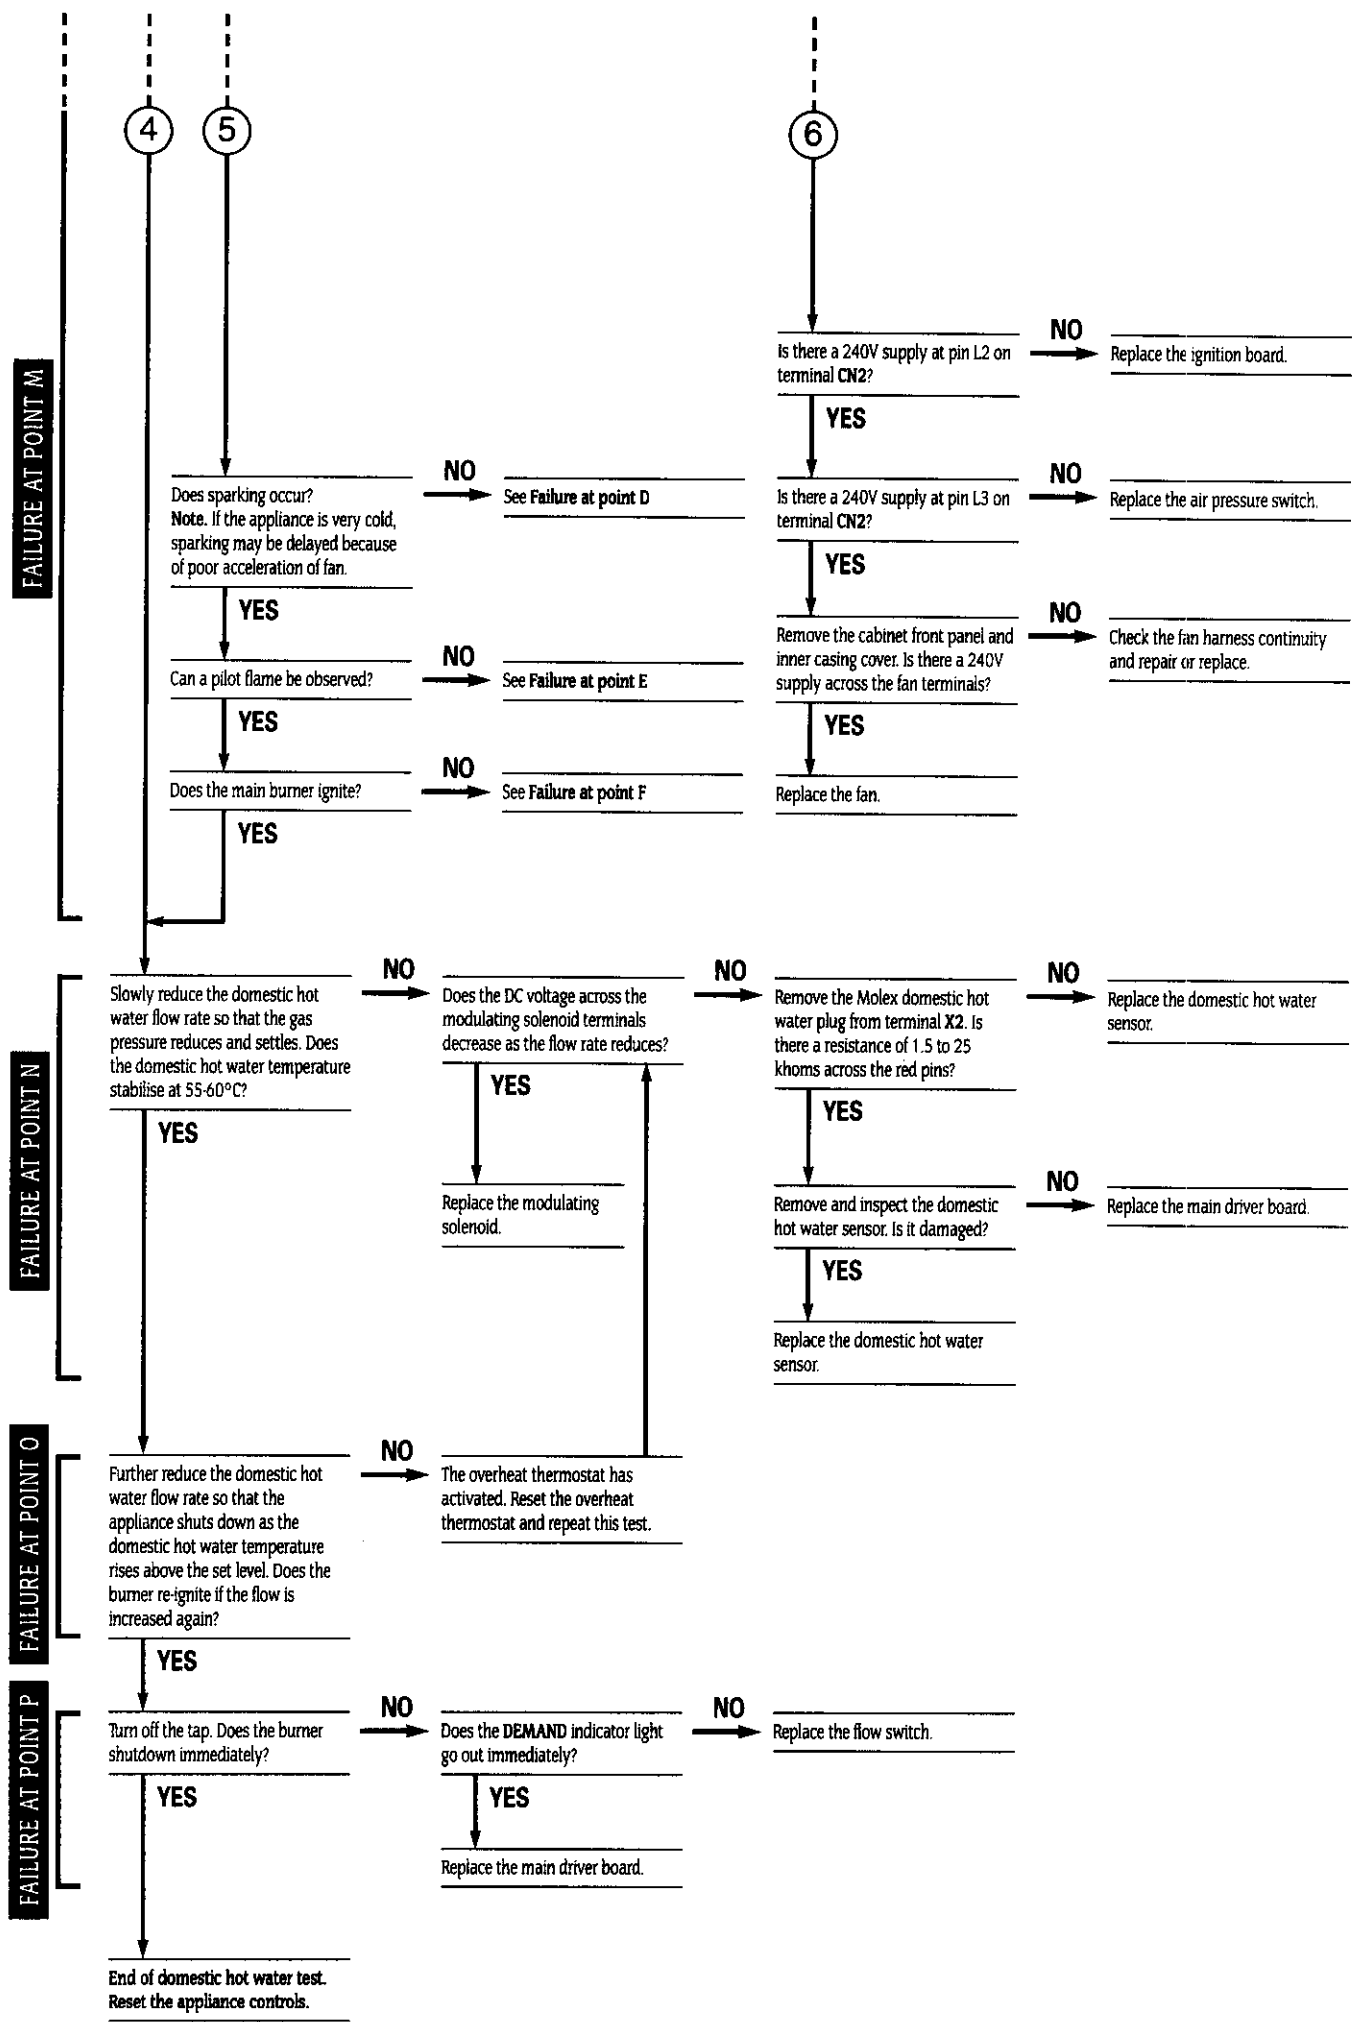 4
5
6
FAILURE AT POINT M
Is there a 240V supply at pin L2 on
terminal CN2?
NO
Replace the ignition board.
YES
Does sparking occur?
Note. If the appliance is very cold,
sparking may be delayed because
of poor acceleration of fan.
NO
See Failure at point D
Is there a 240V supply at pin L3 on
terminal CN2?
NO
Replace the air pressure switch.
YES
YES
Remove the cabinet front panel and
inner casing cover. Is there a 240V
supply across the fan terminals?
NO
Check the fan harness continuity
and repair or replace.
Can a pilot flame be observed?
NO
See Failure at point E
YES
YES
Does the main burner ignite?
NO
See Failure at point F
Replace the fan.
YES
FAILURE AT POINT N
Slowly reduce the domestic hot
water flow rate so that the gas
pressure reduces and settles. Does
the domestic hot water temperature
stabilise at 55-60°C?
NO
Does the DC voltage across the
modulating solenoid terminals
decrease as the flow rate reduces?
NO
Remove the Molex domestic hot
water plug from terminal X2. Is
there a resistance of 1.5 to 25
khoms across the red pins?
NO
Replace the domestic hot water
sensor.
YES
YES
YES
Replace the modulating
solenoid.
Remove and inspect the domestic
hot water sensor. Is it damaged?
NO
Replace the main driver board.
YES
Replace the domestic hot water
sensor.
FAILURE AT POINT O
Further reduce the domestic hot
water flow rate so that the
appliance shuts down as the
domestic hot water temperature
rises above the set level. Does the
burner re-ignite if the flow is
increased again?
NO
The overheat thermostat has
activated. Reset the overheat
thermostat and repeat this test.
YES
FAILURE AT POINT P
Turn off the tap. Does the burner
shutdown immediately?
NO
Does the DEMAND indicator light
go out immediately?
NO
Replace the flow switch.
YES
YES
Replace the main driver board.
End of domestic hot water test.
Reset the appliance controls.